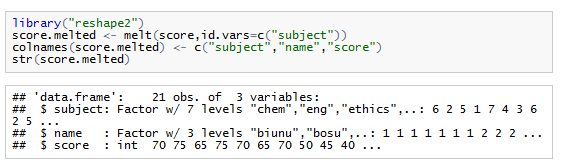 library("reshape2")
score.melted <- melt(score,id.vars=c("subject"))
colnames(score.melted) <- c("subject","name","score")
str(score.melted)
## 'data.frame':    21 obs. of  3 variables:
##  $ subject: Factor w/ 7 levels "chem","eng","ethics",..: 6 2 5 1 7 4 3 6
2 5 ...
##  $ name   : Factor w/ 3 levels "biunu","bosu",..: 1 1 1 1 1 1 1 2 2 2 ...
##  $ score  : int  70 75 65 75 70 65 70 50 45 40 ...